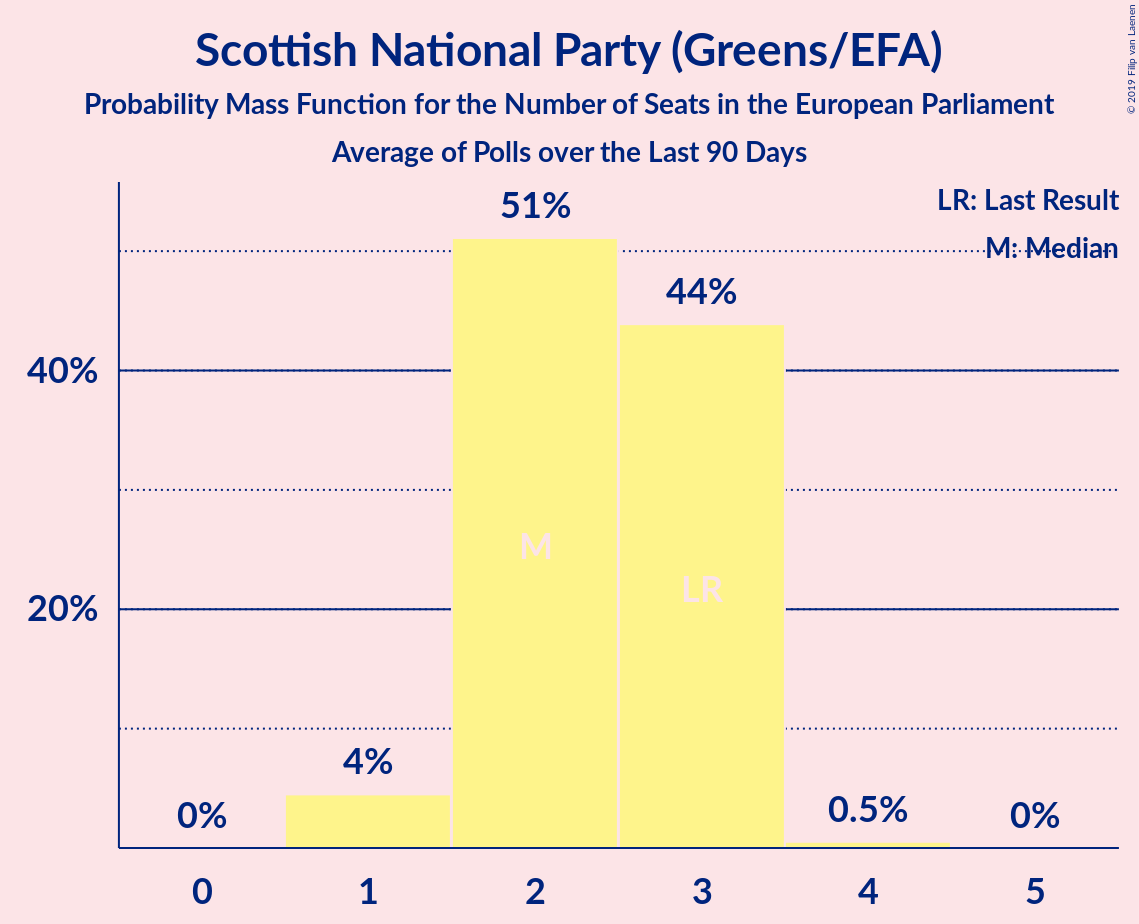 Scottish National Party (Greens/EFA)
Probability Mass Function for the Number of Seats in the European Parliament
Average of Polls over the Last 90 Days
© 2019 Filip van Laenen
LR: Last Result
M: Median
51%
44%
40%
M
LR
20%
4%
0%
0.5%
0%
0 1 2 3 4 5